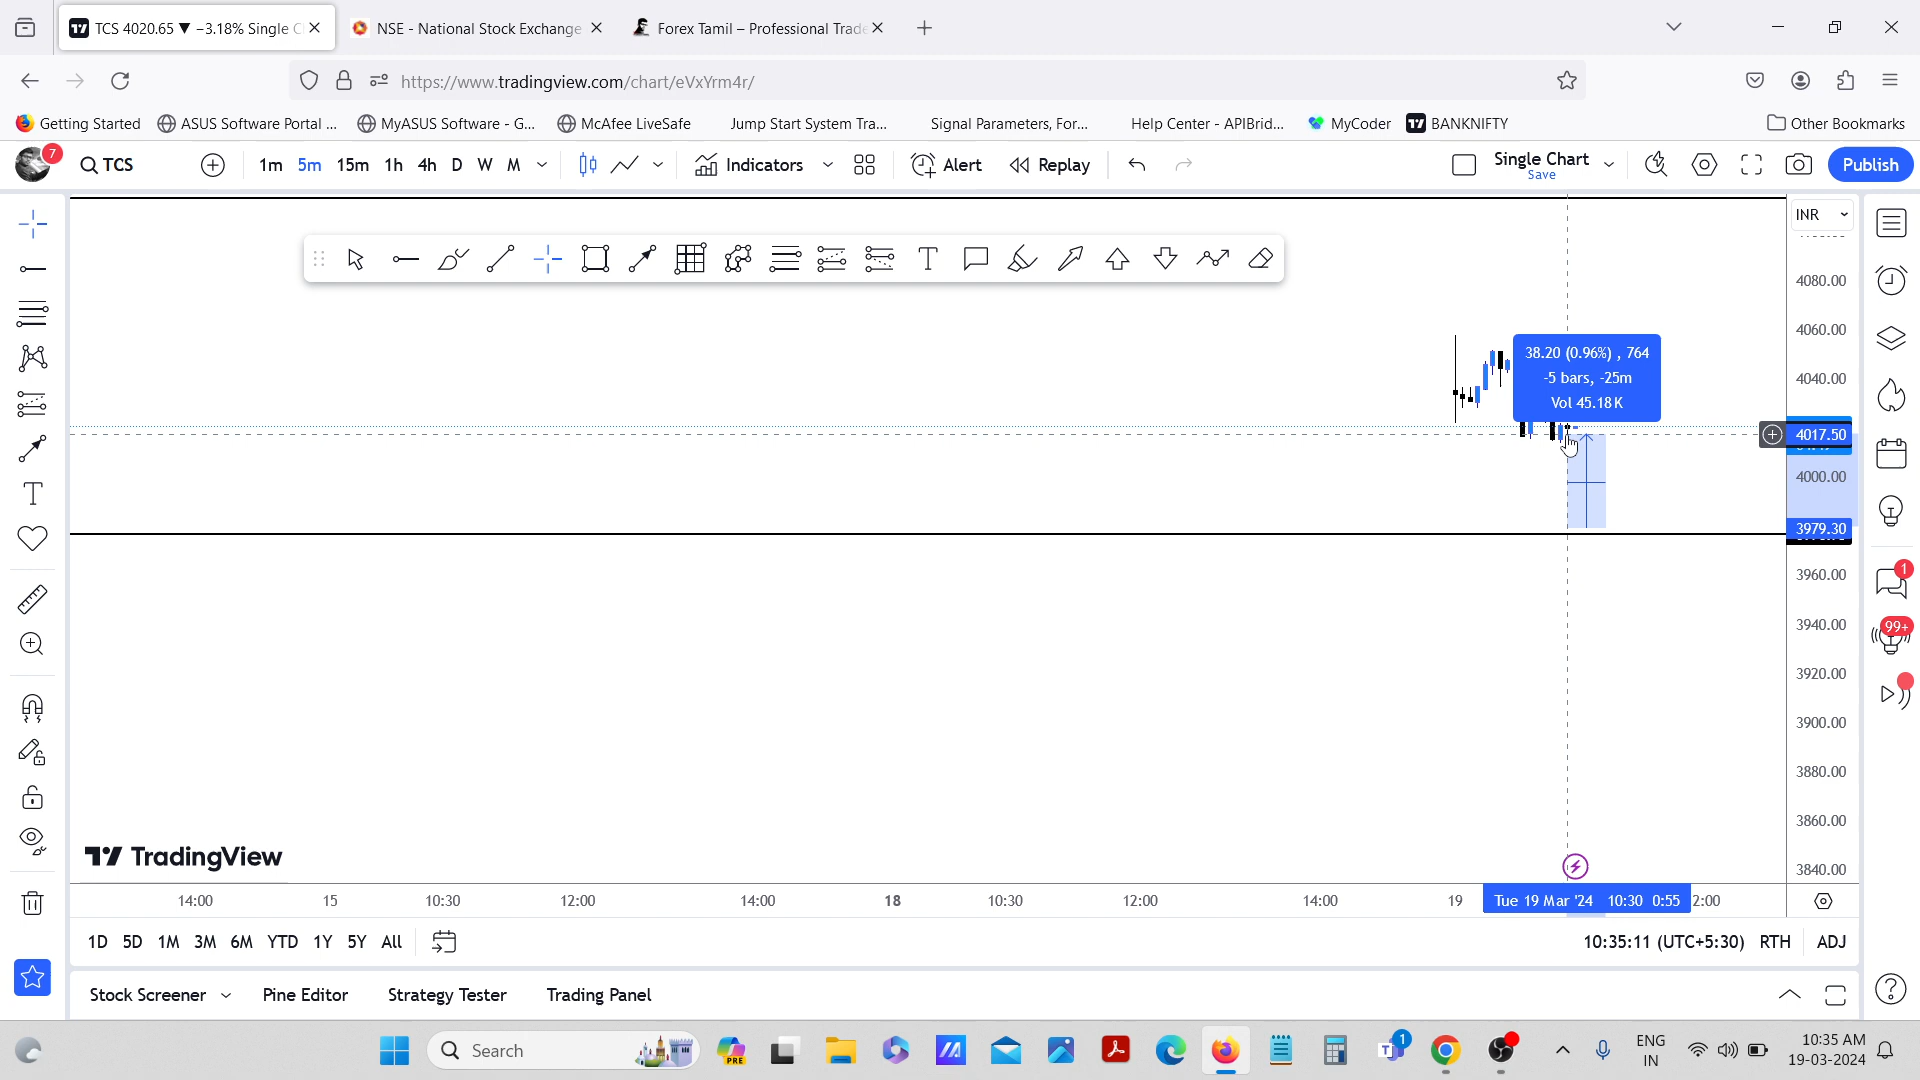 TCS 4020.65 ▼ −3.18% Single C
NSE - National Stock Exchange
Forex Tamil – Professional Trade
https://www.tradingview.com/chart/eVxYrm4r/
Getting Started
ASUS Software Portal ...
MyASUS Software - G...
McAfee LiveSafe
Jump Start System Tra...
Signal Parameters, For...
Help Center - APIBrid...
MyCoder
BANKNIFTY
Other Bookmarks
7
TCS
1m 5m 15m 1h 4h D W M
Indicators
Alert
Replay
Single Chart
Save
Publish
INR
4080.00
4060.00
38.20 (0.96%) , 764
-5 bars, -25m
Vol 45.18 K
4040.00
4017.50
4000.00
3979.30
3960.00
1
3940.00
99+
3920.00
3900.00
3880.00
3860.00
TradingView
3840.00
14:00 15 10:30 12:00 14:00 18 10:30 12:00 14:00 19 Tue 19 Mar '24 10:30 0:55 2:00
1D 5D 1M 3M 6M YTD 1Y 5Y All
10:35:11 (UTC+5:30) RTH ADJ
Stock Screener Pine Editor Strategy Tester Trading Panel
Search
PRE
1
ENG
IN
10:35 AM
19-03-2024